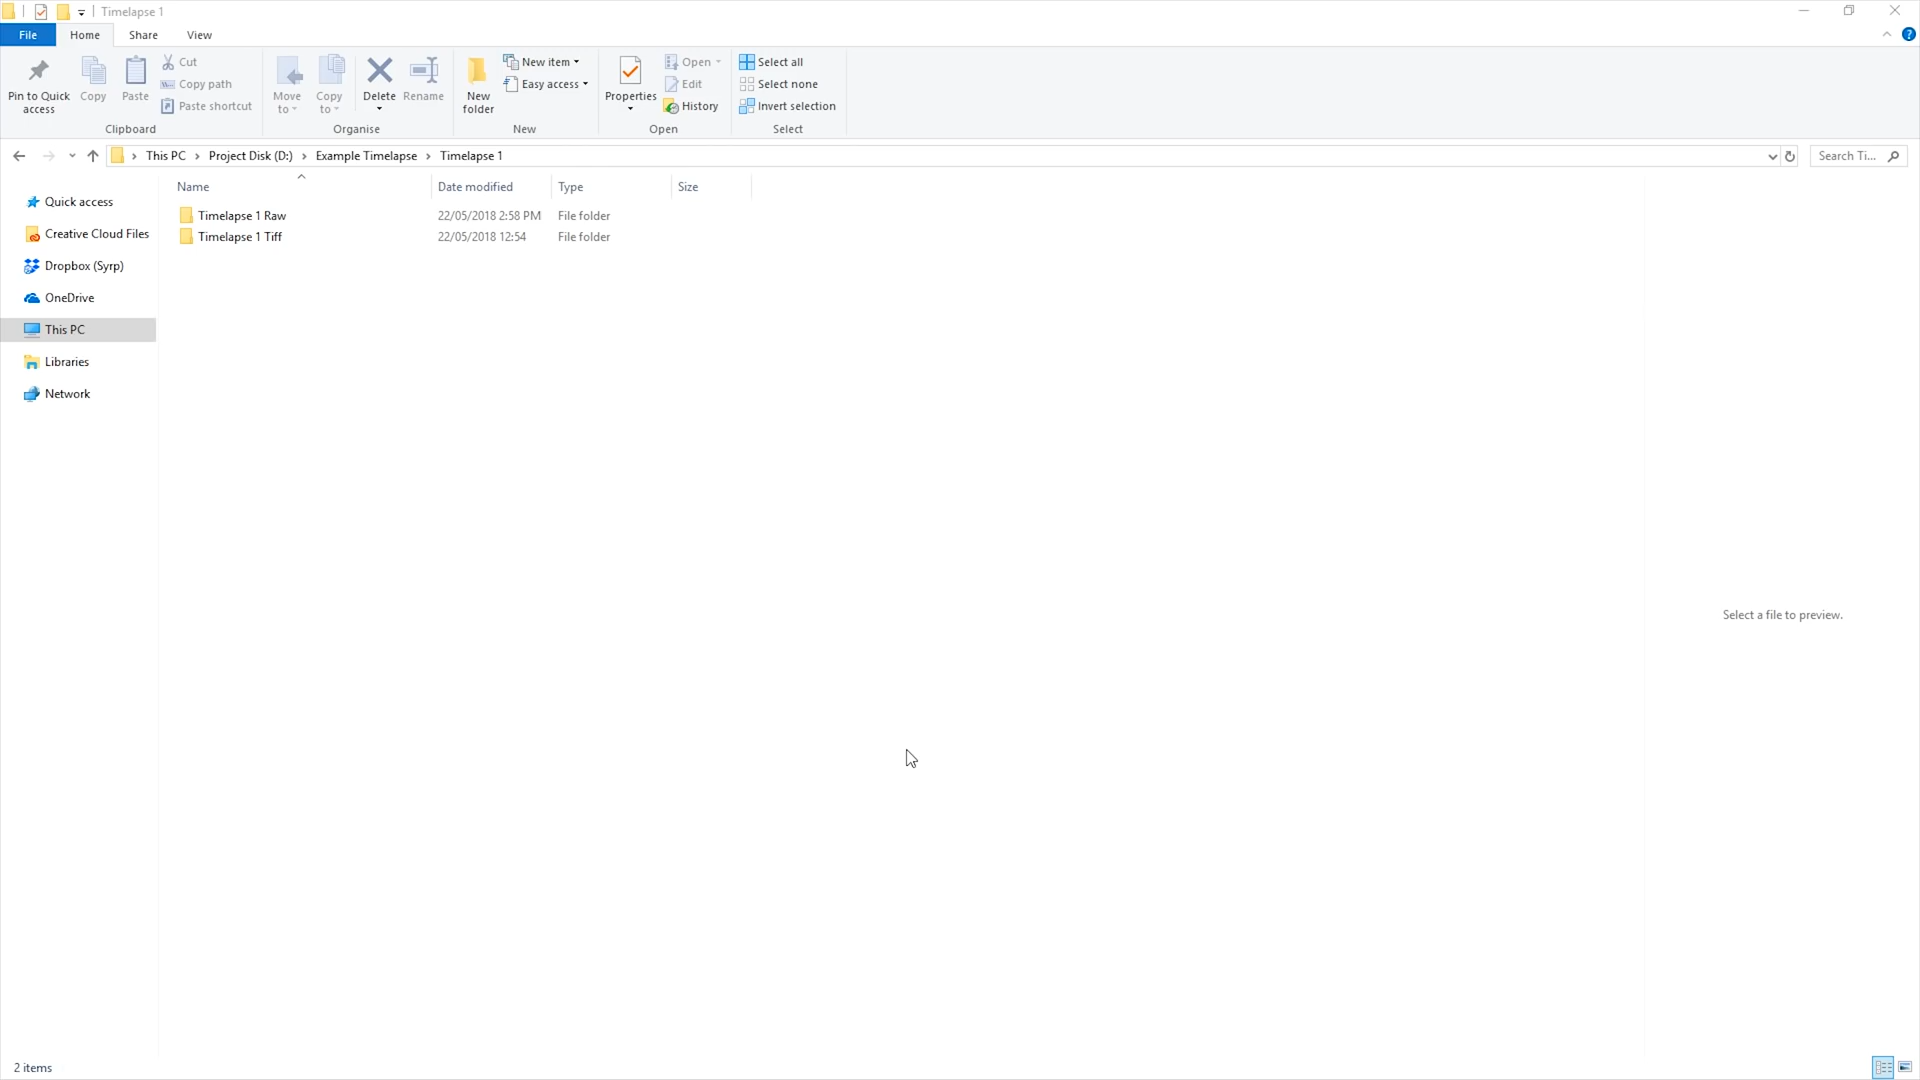 Timelapse 1
File Home Share View
Pin to Quick access
Copy
Paste
Cut
Copy path
Paste shortcut
Clipboard
Move to
Copy to
Delete
Rename
Organise
New folder
New item
Easy access
New
Properties
Open
Edit
History
Open
Select all
Select none
Invert selection
Select
This PC › Project Disk (D:) › Example Timelapse › Timelapse 1
Search Ti...
Name Date modified Type Size
Timelapse 1 Raw 22/05/2018 2:58 PM File folder
Timelapse 1 Tiff 22/05/2018 12:54 File folder
Quick access
Creative Cloud Files
Dropbox (Syrp)
OneDrive
This PC
Libraries
Network
Select a file to preview.
2 items